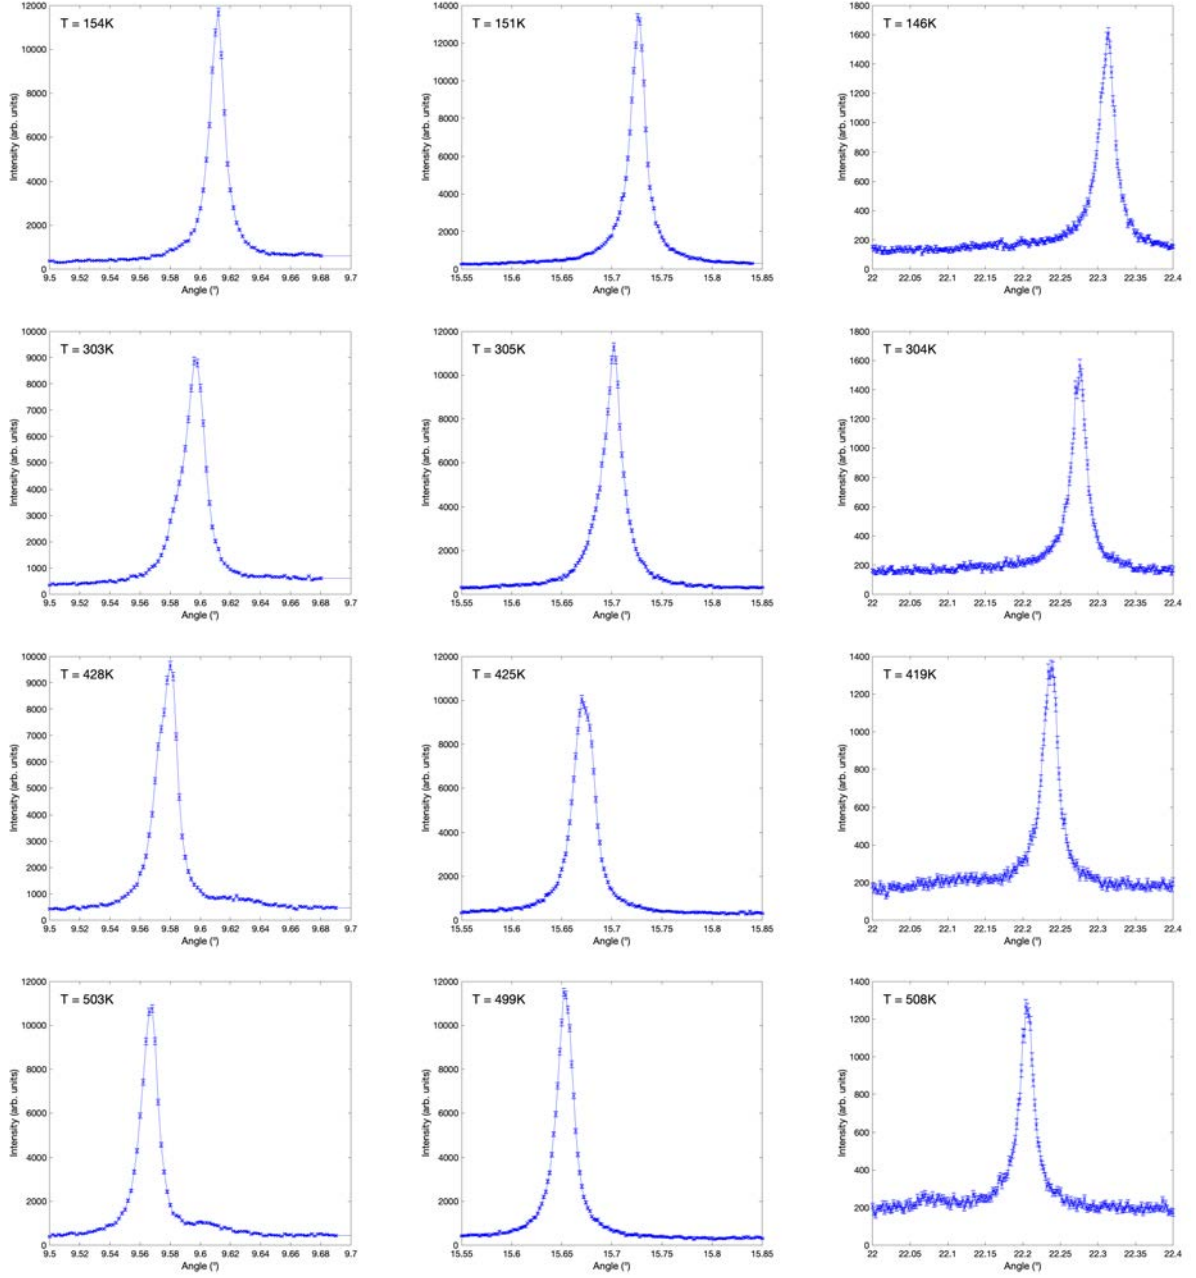 12000
10000
8000
6000
4000
2000
0
T = 154K
Intensity (arb. units)
9.5 9.52 9.54 9.56 9.58 9.6 9.62 9.64 9.66 9.68 9.7
Angle (º)
14000
12000
10000
8000
6000
4000
2000
0
T = 151K
Intensity (arb. units)
15.55 15.6 15.65 15.7 15.75 15.8 15.85
Angle (º)
1800
1600
1400
1200
1000
800
600
400
200
0
T = 146K
Intensity (arb. units)
22 22.05 22.1 22.15 22.2 22.25 22.3 22.35 22.4
Angle (º)
10000
9000
8000
7000
6000
5000
4000
3000
2000
1000
0
T = 303K
Intensity (arb. units)
9.5 9.52 9.54 9.56 9.58 9.6 9.62 9.64 9.66 9.68 9.7
Angle (º)
12000
10000
8000
6000
4000
2000
0
T = 305K
Intensity (arb. units)
15.55 15.6 15.65 15.7 15.75 15.8 15.85
Angle (º)
1800
1600
1400
1200
1000
800
600
400
200
0
T = 304K
Intensity (arb. units)
22 22.05 22.1 22.15 22.2 22.25 22.3 22.35 22.4
Angle (º)
10000
9000
8000
7000
6000
5000
4000
3000
2000
1000
0
T = 428K
Intensity (arb. units)
9.5 9.52 9.54 9.56 9.58 9.6 9.62 9.64 9.66 9.68 9.7
Angle (º)
12000
10000
8000
6000
4000
2000
0
T = 425K
Intensity (arb. units)
15.55 15.6 15.65 15.7 15.75 15.8 15.85
Angle (º)
1400
1200
1000
800
600
400
200
0
T = 419K
Intensity (arb. units)
22 22.05 22.1 22.15 22.2 22.25 22.3 22.35 22.4
Angle (º)
12000
10000
8000
6000
4000
2000
0
T = 503K
Intensity (arb. units)
9.5 9.52 9.54 9.56 9.58 9.6 9.62 9.64 9.66 9.68 9.7
Angle (º)
12000
10000
8000
6000
4000
2000
0
T = 499K
Intensity (arb. units)
15.55 15.6 15.65 15.7 15.75 15.8 15.85
Angle (º)
1400
1200
1000
800
600
400
200
0
T = 508K
Intensity (arb. units)
22 22.05 22.1 22.15 22.2 22.25 22.3 22.35 22.4
Angle (º)